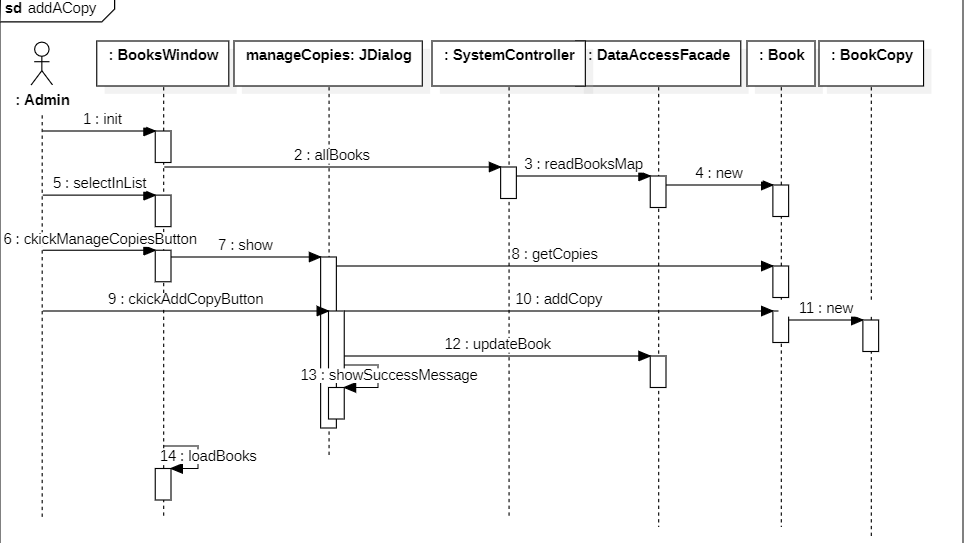 sd addACopy
: Admin
: BooksWindow
manageCopies: JDialog
: SystemController
: DataAccessFacade
: Book
: BookCopy
1 : init
2 : allBooks
3 : readBooksMap
4 : new
5 : selectInList
6 : ckickManageCopiesButton
7 : show
8 : getCopies
9 : ckickAddCopyButton
10 : addCopy
11 : new
12 : updateBook
13 : showSuccessMessage
14 : loadBooks